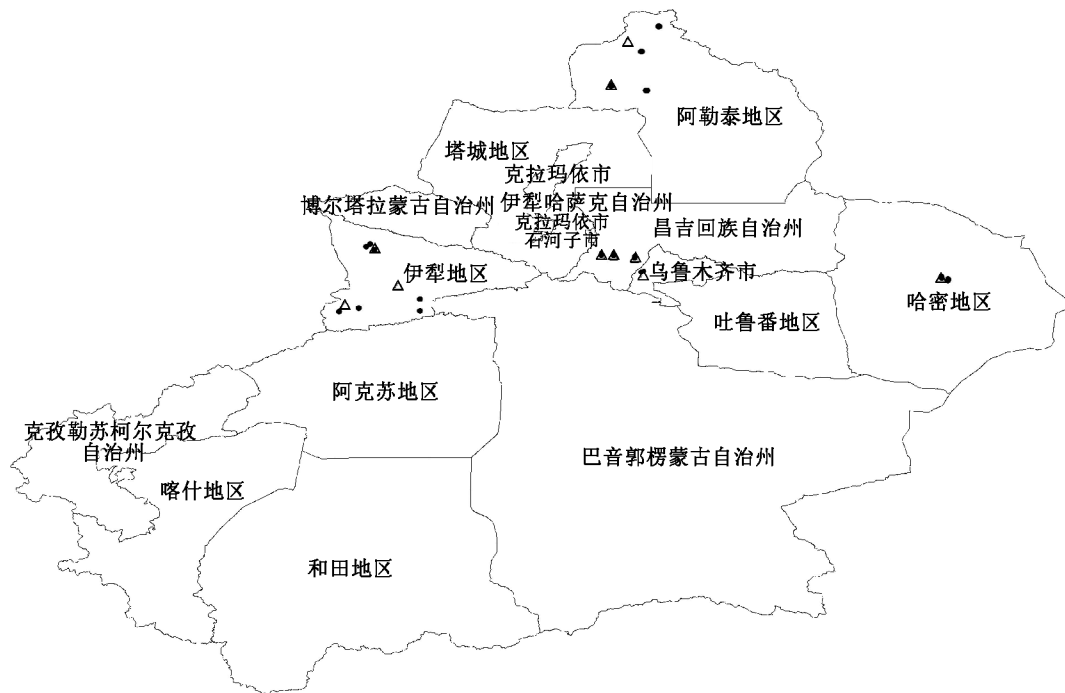 阿勒泰地区
塔城地区
克拉玛依市
博尔塔拉蒙古自治州
伊犁哈萨克自治州
克拉玛依市
石河子市
昌吉回族自治州
伊犁地区
乌鲁木齐市
哈密地区
吐鲁番地区
阿克苏地区
克孜勒苏柯尔克孜
自治州
巴音郭楞蒙古自治州
喀什地区
和田地区